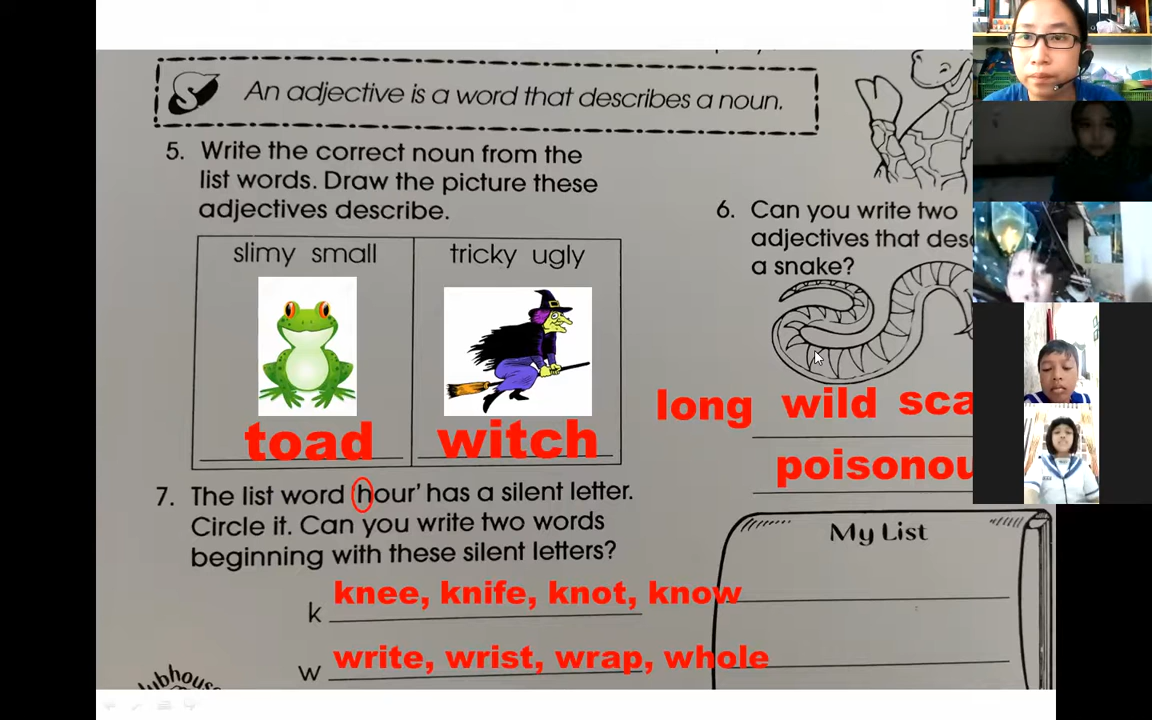 An adjective is a word that describes a noun.
5. Write the correct noun from the
list words. Draw the picture these
adjectives describe.
slimy small
tricky ugly
toad
witch
7. The list word hour' has a silent letter.
Circle it. Can you write two words
beginning with these silent letters?
k knee, knife, knot, know
w write, wrist, wrap, whole
6. Can you write two
adjectives that
a snake?
long wild
My List